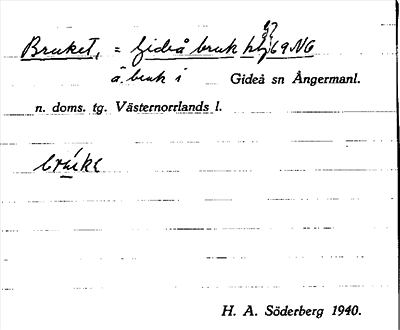 Bruket, = Gideå bruk
å. bruk i Gideå sn Ångermanl.
n. doms. tg. Västernorrlands l.
H. A. Söderberg 1940.